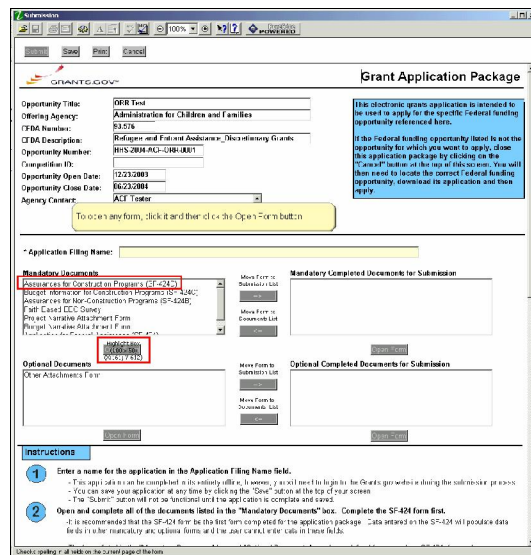 Submission
100%
POWERED
Submit Save Print Cancel
GRANTS.GOV
Grant Application Package
Opportunity Title: ORR Test
Offering Agency: Administration for Children and Families
CFDA Number: 93.576
CFDA Description: Refugee and Entrant Assistance_Discretionary Grants
Opportunity Number: HHS-2004-ACF-ORR-0001
Competition ID:
Opportunity Open Date: 12/23/2003
Opportunity Close Date: 06/23/2004
Agency Contact: ACF Tester
This electronic grants application is intended to
be used to apply for the specific Federal funding
opportunity referenced here.
If the Federal funding opportunity listed is not the
opportunity for which you want to apply, close
this application package by clicking on the
"Cancel" button at the top of this screen. You will
then need to locate the correct Federal funding
opportunity, download its application and then
apply.
To open any form, click it and then click the Open Form button
* Application Filing Name:
Mandatory Documents
Assurances for Construction Programs (SF-424D)
Budget Information for Construction Programs (SF-424C)
Assurances for Non-Construction Programs (SF-424B)
Faith Based EEO Survey
Project Narrative Attachment Form
Budget Narrative Attachment Form
Move Form to
Submission List
=>
Move Form to
Documents List
<=
Mandatory Completed Documents for Submission
Highlight Box
Open Form
Optional Documents
Other Attachments Form
Move Form to
Submission List
=>
Move Form to
Documents List
<=
Optional Completed Documents for Submission
Open Form
Open Form
Instructions
1
Enter a name for the application in the Application Filing Name field.
- This application can be completed in its entirety offline; however, you will need to login to the Grants.gov website during the submission process.
- You can save your application at any time by clicking the "Save" button at the top of your screen.
- The "Submit" button will not be functional until the application is complete and saved.
2
Open and complete all of the documents listed in the "Mandatory Documents" box. Complete the SF-424 form first.
-It is recommended that the SF-424 form be the first form completed for the application package. Data entered on the SF-424 will populate data
fields in other mandatory and optional forms and the user cannot enter data in these fields.
Checks spelling in all fields on the current page of the form